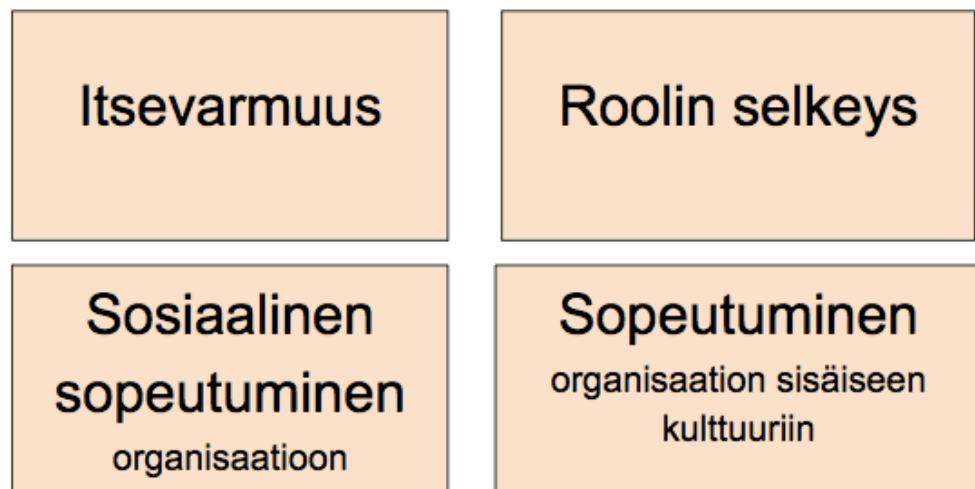 Itsevarmuus
Roolin selkeys
Sosiaalinen
sopeutuminen
organisaatioon
Sopeutuminen
organisaation sisäiseen
kulttuuriin